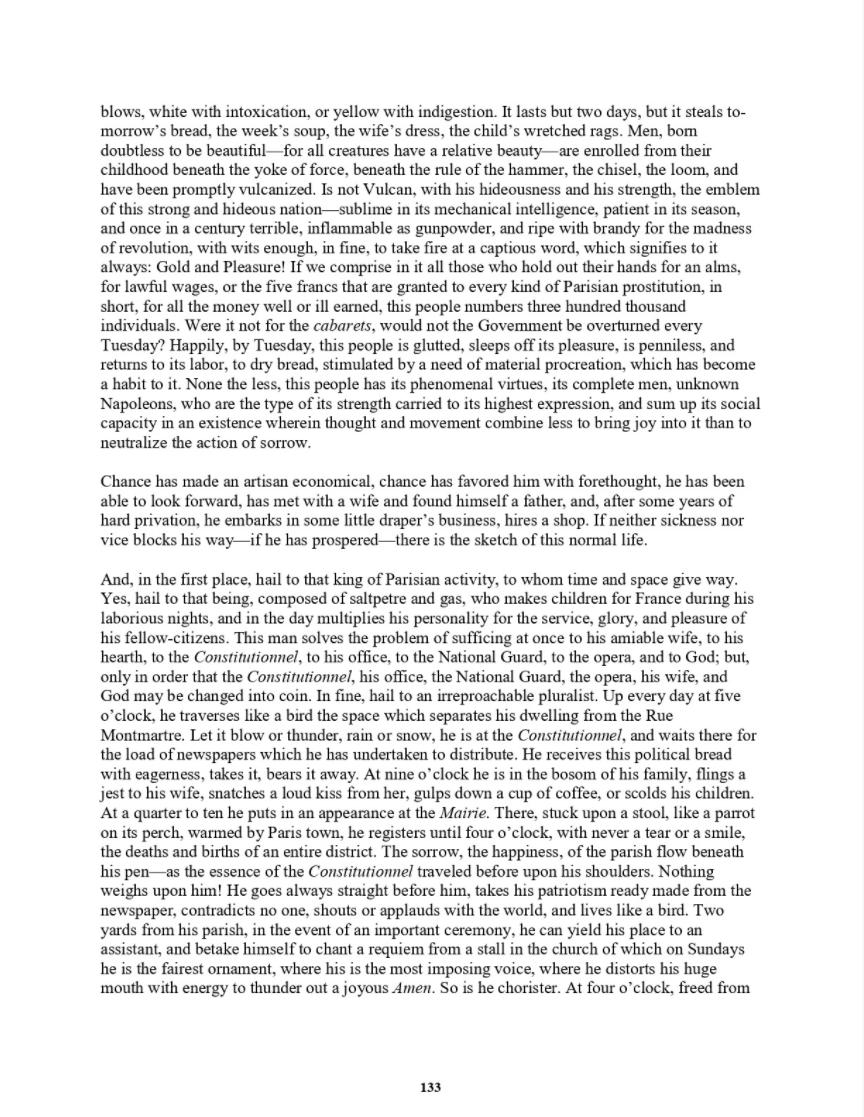 blows, white with intoxication, or yellow with indigestion. It lasts but two days, but it steals to-
morrow’s bread, the week’s soup, the wife’s dress, the child’s wretched rags. Men, born
doubtless to be beautiful—for all creatures have a relative beauty—are enrolled from their
childhood beneath the yoke of force, beneath the rule of the hammer, the chisel, the loom, and
have been promptly vulcanized. Is not Vulcan, with his hideousness and his strength, the emblem
of this strong and hideous nation—sublime in its mechanical intelligence, patient in its season,
and once in a century terrible, inflammable as gunpowder, and ripe with brandy for the madness
of revolution, with wits enough, in fine, to take fire at a captious word, which signifies to it
always: Gold and Pleasure! If we comprise in it all those who hold out their hands for an alms,
for lawful wages, or the five francs that are granted to every kind of Parisian prostitution, in
short, for all the money well or ill earned, this people numbers three hundred thousand
individuals. Were it not for the cabarets, would not the Government be overturned every
Tuesday? Happily, by Tuesday, this people is glutted, sleeps off its pleasure, is penniless, and
returns to its labor, to dry bread, stimulated by a need of material procreation, which has become
a habit to it. None the less, this people has its phenomenal virtues, its complete men, unknown
Napoleons, who are the type of its strength carried to its highest expression, and sum up its social
capacity in an existence wherein thought and movement combine less to bring joy into it than to
neutralize the action of sorrow.
Chance has made an artisan economical, chance has favored him with forethought, he has been
able to look forward, has met with a wife and found himself a father, and, after some years of
hard privation, he embarks in some little draper’s business, hires a shop. If neither sickness nor
vice blocks his way—if he has prospered—there is the sketch of this normal life.
And, in the first place, hail to that king of Parisian activity, to whom time and space give way.
Yes, hail to that being, composed of saltpetre and gas, who makes children for France during his
laborious nights, and in the day multiplies his personality for the service, glory, and pleasure of
his fellow-citizens. This man solves the problem of sufficing at once to his amiable wife, to his
hearth, to the Constitutionnel, to his office, to the National Guard, to the opera, and to God; but,
only in order that the Constitutionnel, his office, the National Guard, the opera, his wife, and
God may be changed into coin. In fine, hail to an irreproachable pluralist. Up every day at five
o’clock, he traverses like a bird the space which separates his dwelling from the Rue
Montmartre. Let it blow or thunder, rain or snow, he is at the Constitutionnel, and waits there for
the load of newspapers which he has undertaken to distribute. He receives this political bread
with eagerness, takes it, bears it away. At nine o’clock he is in the bosom of his family, flings a
jest to his wife, snatches a loud kiss from her, gulps down a cup of coffee, or scolds his children.
At a quarter to ten he puts in an appearance at the Mairie. There, stuck upon a stool, like a parrot
on its perch, warmed by Paris town, he registers until four o’clock, with never a tear or a smile,
the deaths and births of an entire district. The sorrow, the happiness, of the parish flow beneath
his pen—as the essence of the Constitutionnel traveled before upon his shoulders. Nothing
weighs upon him! He goes always straight before him, takes his patriotism ready made from the
newspaper, contradicts no one, shouts or applauds with the world, and lives like a bird. Two
yards from his parish, in the event of an important ceremony, he can yield his place to an
assistant, and betake himself to chant a requiem from a stall in the church of which on Sundays
he is the fairest ornament, where his is the most imposing voice, where he distorts his huge
mouth with energy to thunder out a joyous Amen. So is he chorister. At four o’clock, freed from
133